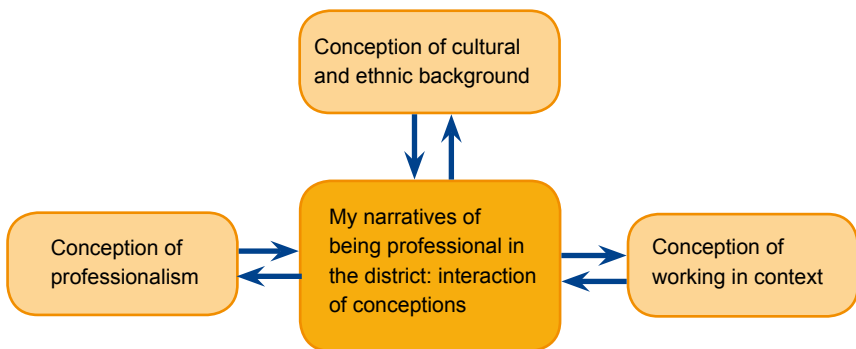 Conception of cultural
and ethnic background
My narratives of
being professional in
the district: interaction
of conceptions
Conception of
professionalism
Conception of
working in context